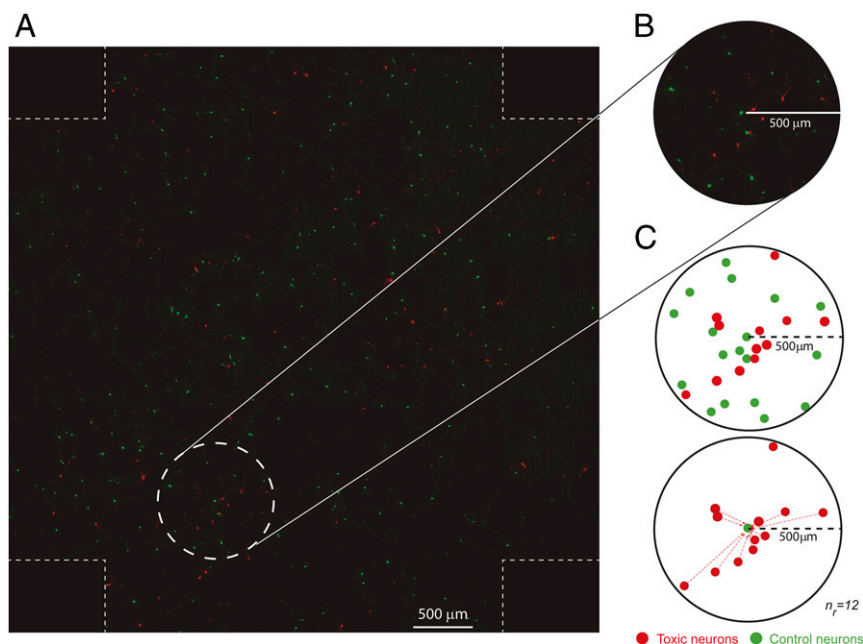 A
B
500 μm
C
500μm
500μm
n_r=12
500 μm
Toxic neurons
Control neurons